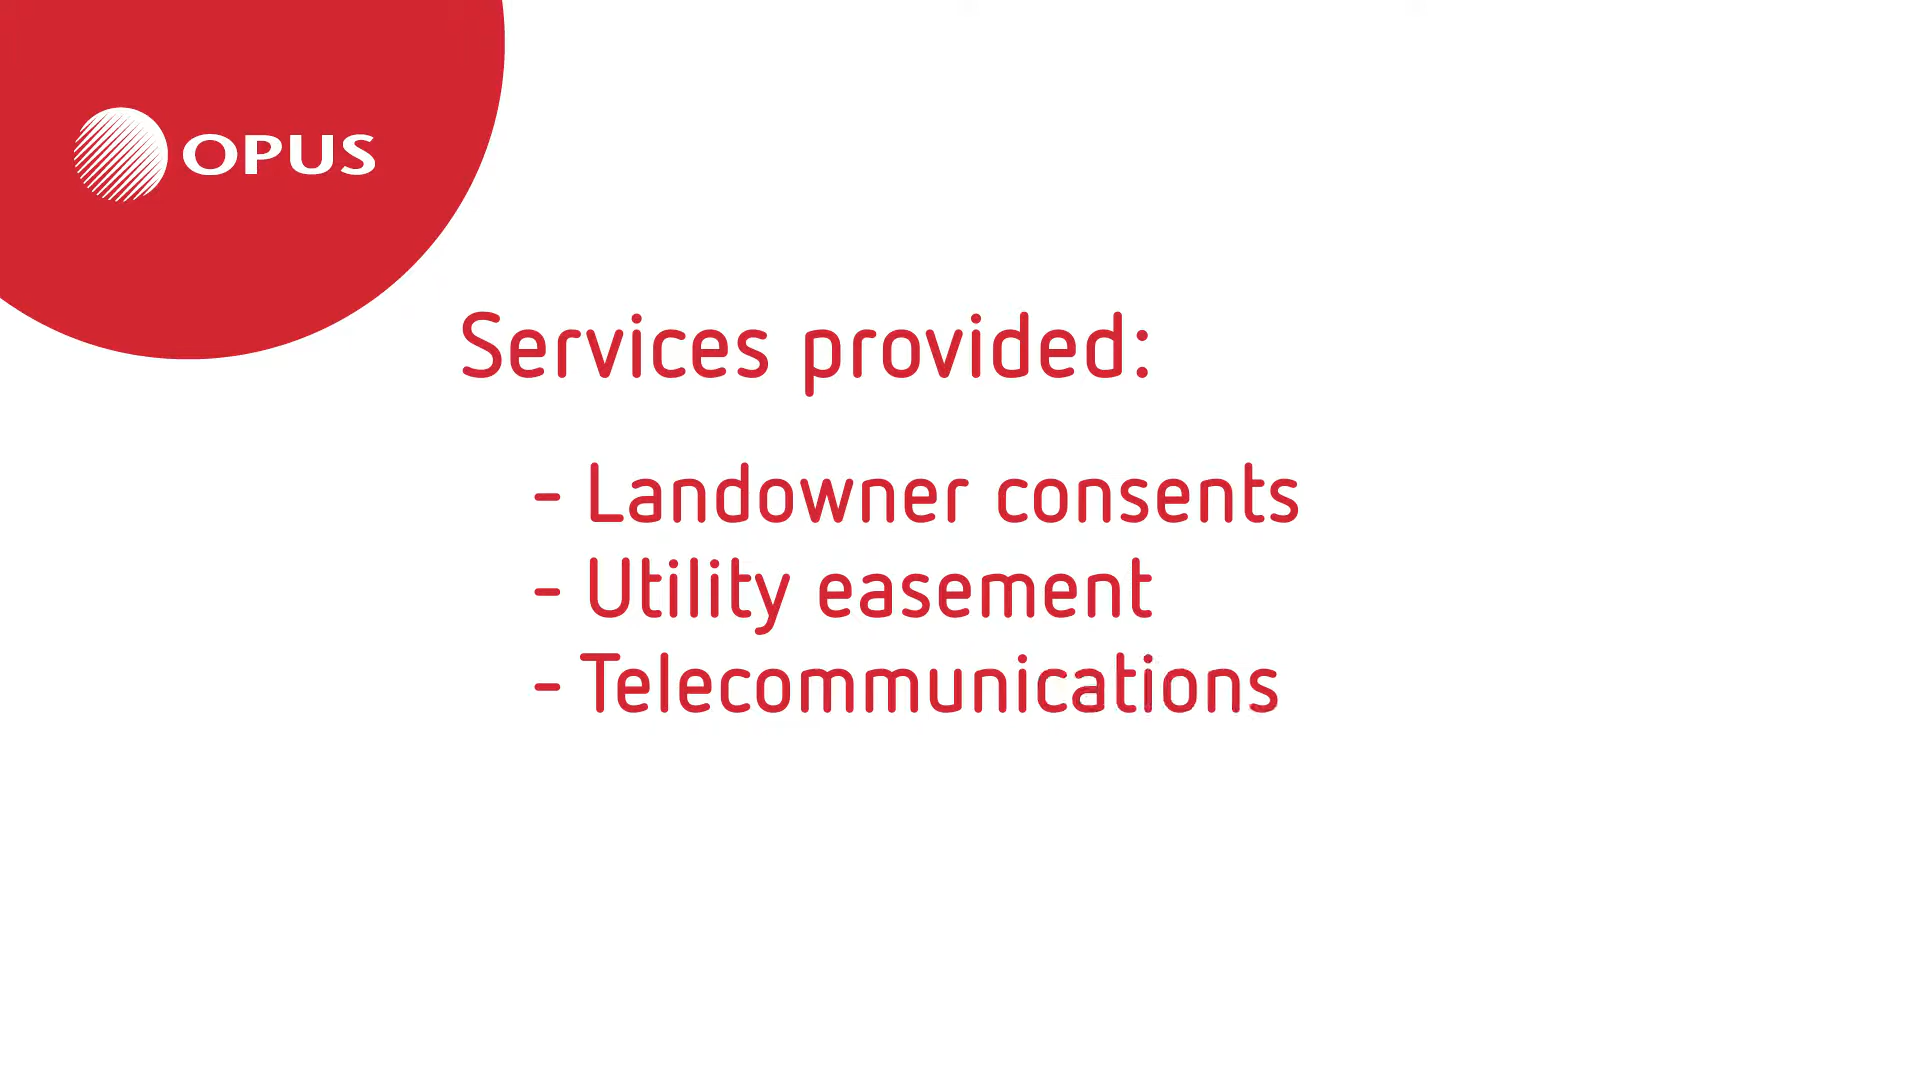 OPUS
Services provided:
- Landowner consents
- Utility easement
- Telecommunications